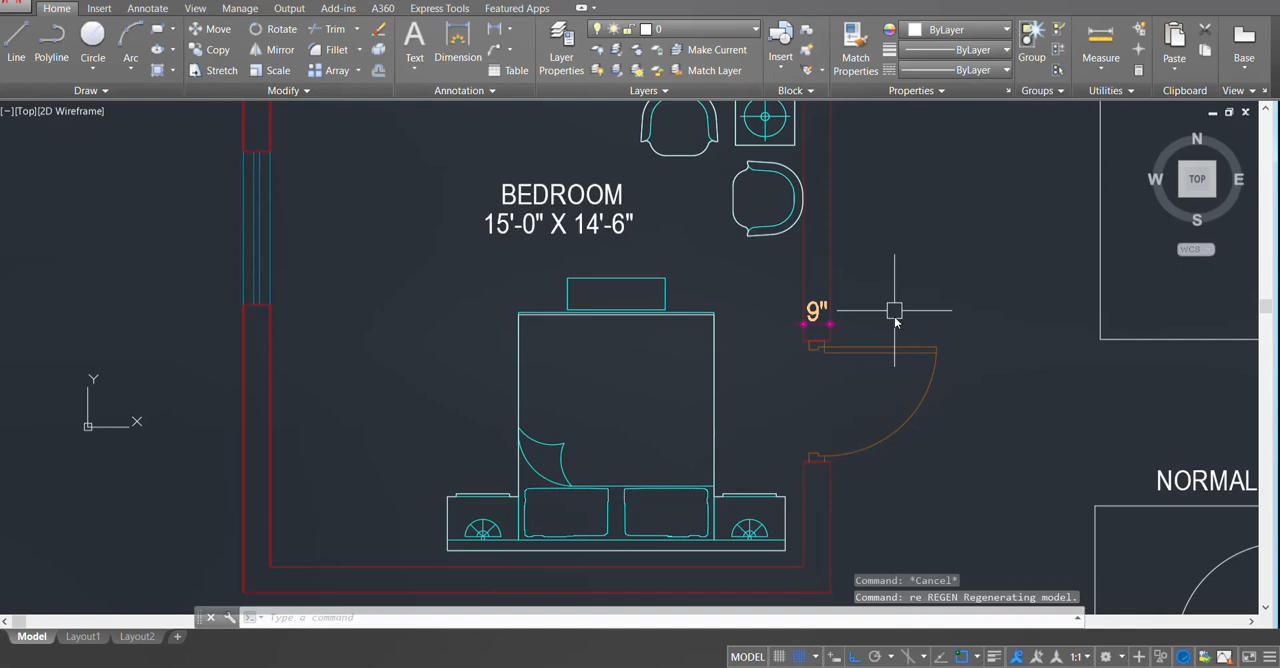 Home Insert Annotate View Manage Output Add-ins A360 Express Tools Featured Apps
Line
Polyline
Circle
Arc
Draw
Move Rotate Trim
Copy Mirror Fillet
Stretch Scale Array
Modify
Text
Dimension
Table
Annotation
Layer
Properties
0
Make Current
Match Layer
Layers
Insert
Block
Match
Properties
ByLayer
ByLayer
ByLayer
Properties
Group
Groups
Measure
Utilities
Paste
Clipboard
Base
View
[−][Top][2D Wireframe]
N
W TOP E
S
WCS
BEDROOM
15'-0" X 14'-6"
9"
Y
X
NORMAL
Command: *Cancel*
Command: re REGEN Regenerating model.
Type a command
Model Layout1 Layout2 +
MODEL 1:1